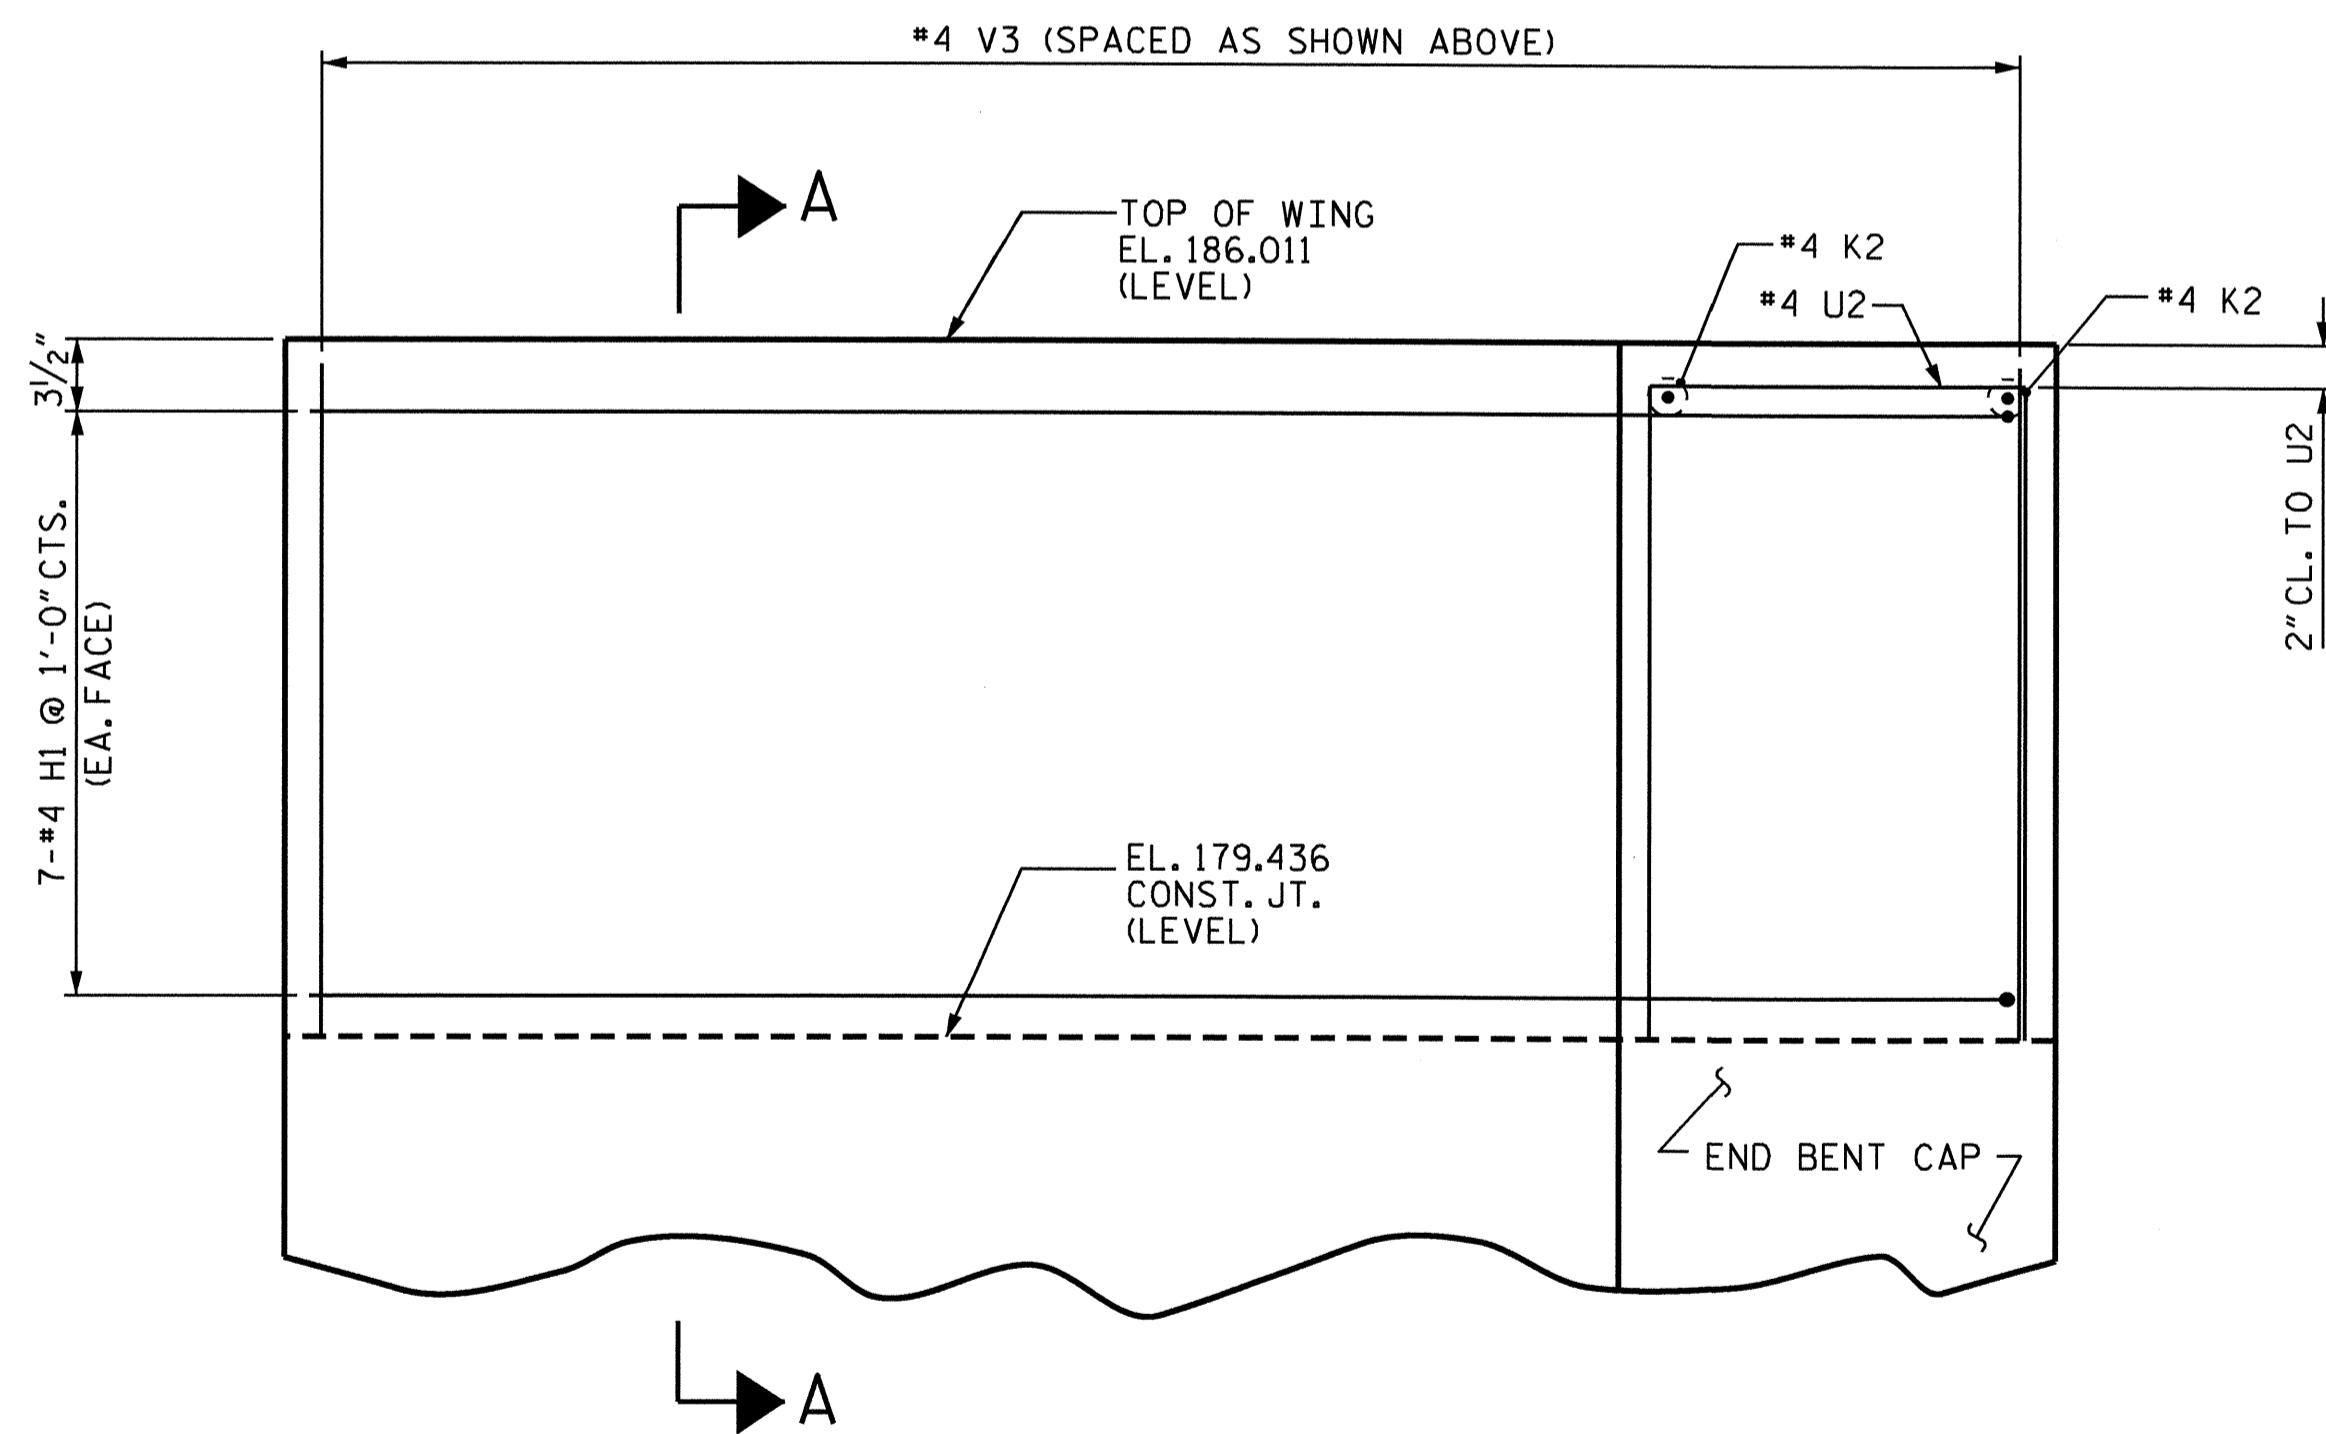 #4 V3 (SPACED AS SHOWN ABOVE)
A
TOP OF WING
EL. 186.011
(LEVEL)
#4 K2
#4 U2
#4 K2
3½"
7-#4 H1 @ 1'-0" CTS.
(EA. FACE)
2" CL. TO U2
EL. 179.436
CONST. JT.
(LEVEL)
END BENT CAP
A